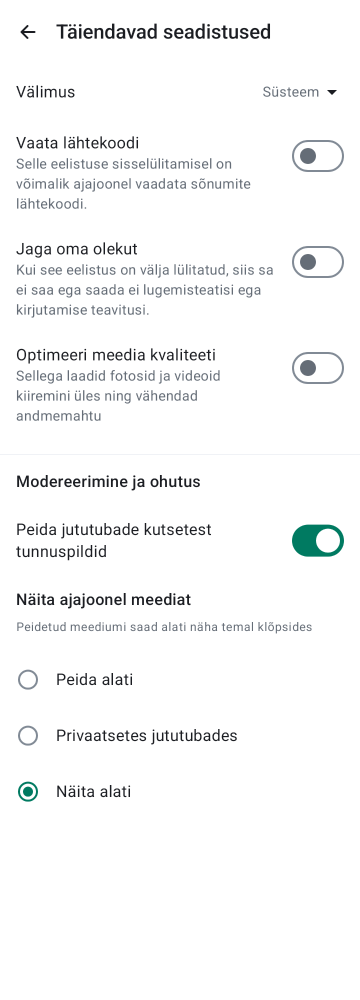 Täiendavad seadistused
Välimus
Süsteem
Vaata lähtekoodi
Selle eelistuse sisselülitamisel on
võimalik ajajoonel vaadata sõnumite
lähtekoodi.
Jaga oma olekut
Kui see eelistus on välja lülitatud, siis sa
ei saa ega saada ei lugemisteatisi ega
kirjutamise teavitusi.
Optimeeri meedia kvaliteeti
Sellega laadid fotosid ja videoid
kiiremini üles ning vähendad
andmemahtu
Modereerimine ja ohutus
Peida jututubade kutsetest
tunnuspildid
Näita ajajoonel meediat
Peidetud meediumi saad alati näha temal klõpsides
Peida alati
Privaatsetes jututubades
Näita alati